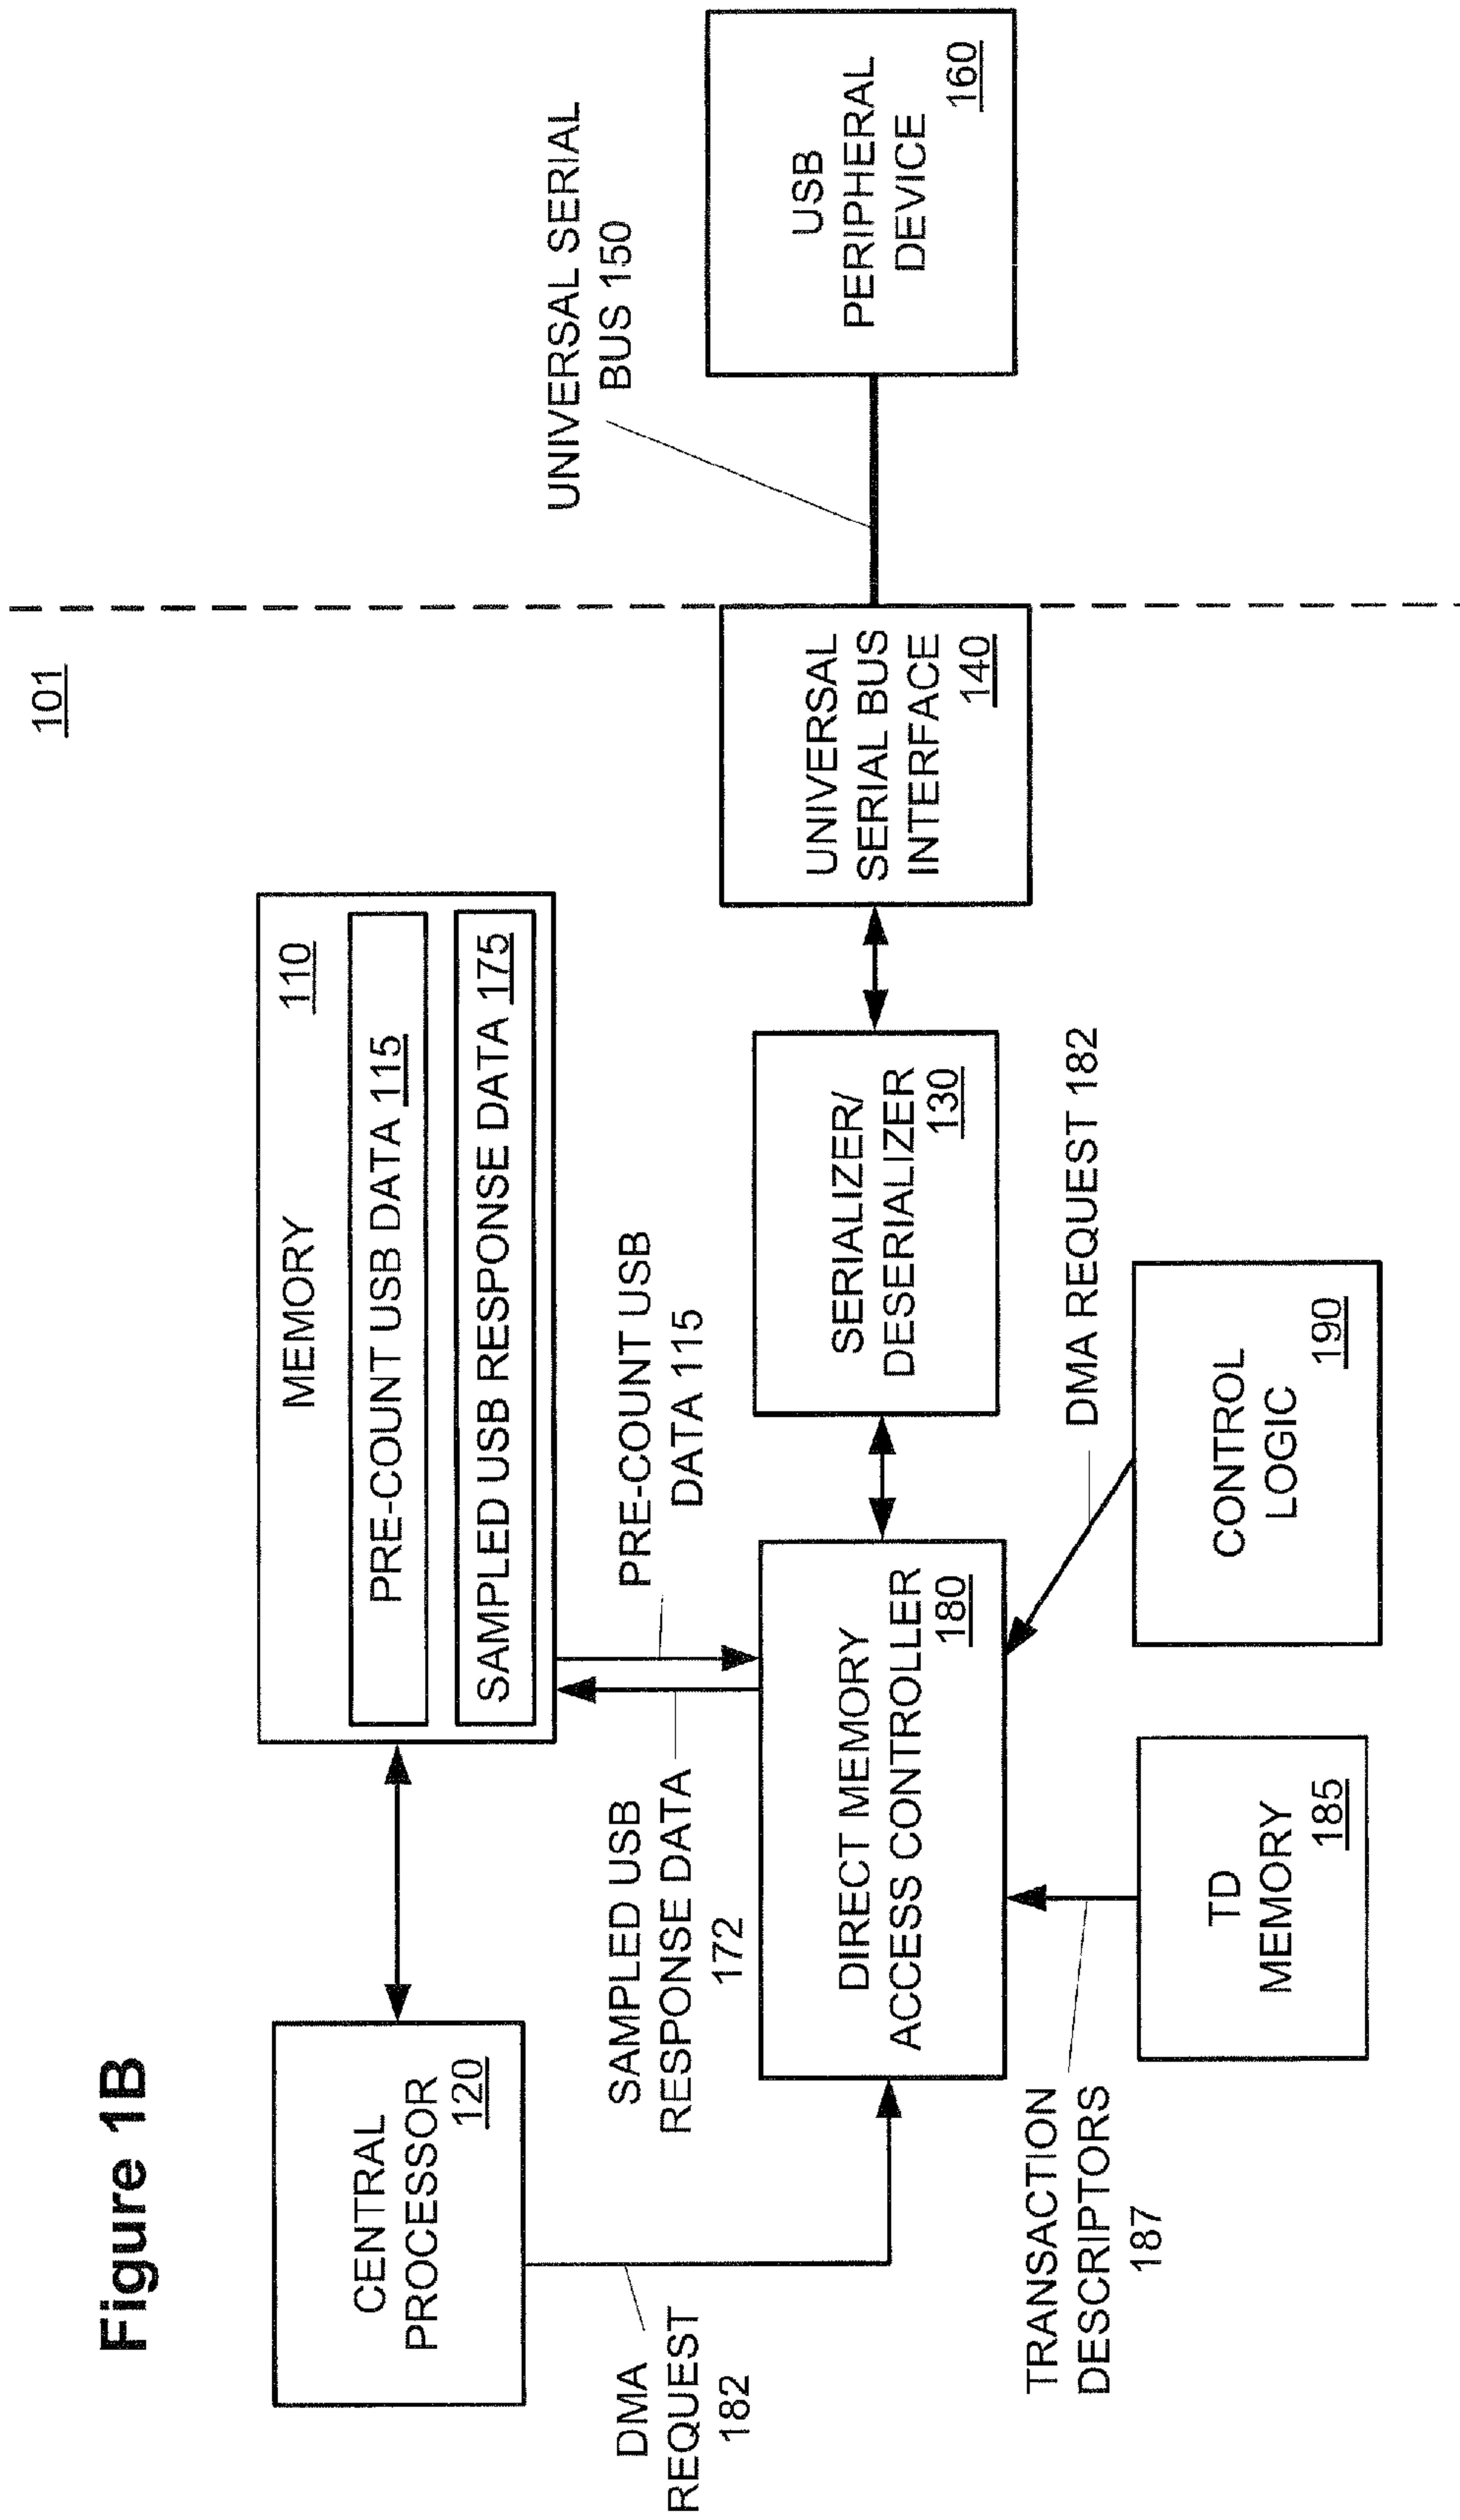 Figure 1B
101
CENTRAL
PROCESSOR
120
MEMORY
110
PRE-COUNT USB DATA 115
SAMPLED USB RESPONSE DATA 175
DMA
REQUEST
182
SAMPLED USB
RESPONSE DATA
172
PRE-COUNT USB
DATA 115
UNIVERSAL SERIAL
BUS 150
DIRECT MEMORY
ACCESS CONTROLLER
180
SERIALIZER/
DESERIALIZER
130
UNIVERSAL
SERIAL BUS
INTERFACE
140
USB
PERIPHERAL
DEVICE
160
TRANSACTION
DESCRIPTORS
187
DMA REQUEST 182
TD
MEMORY
185
CONTROL
LOGIC
190